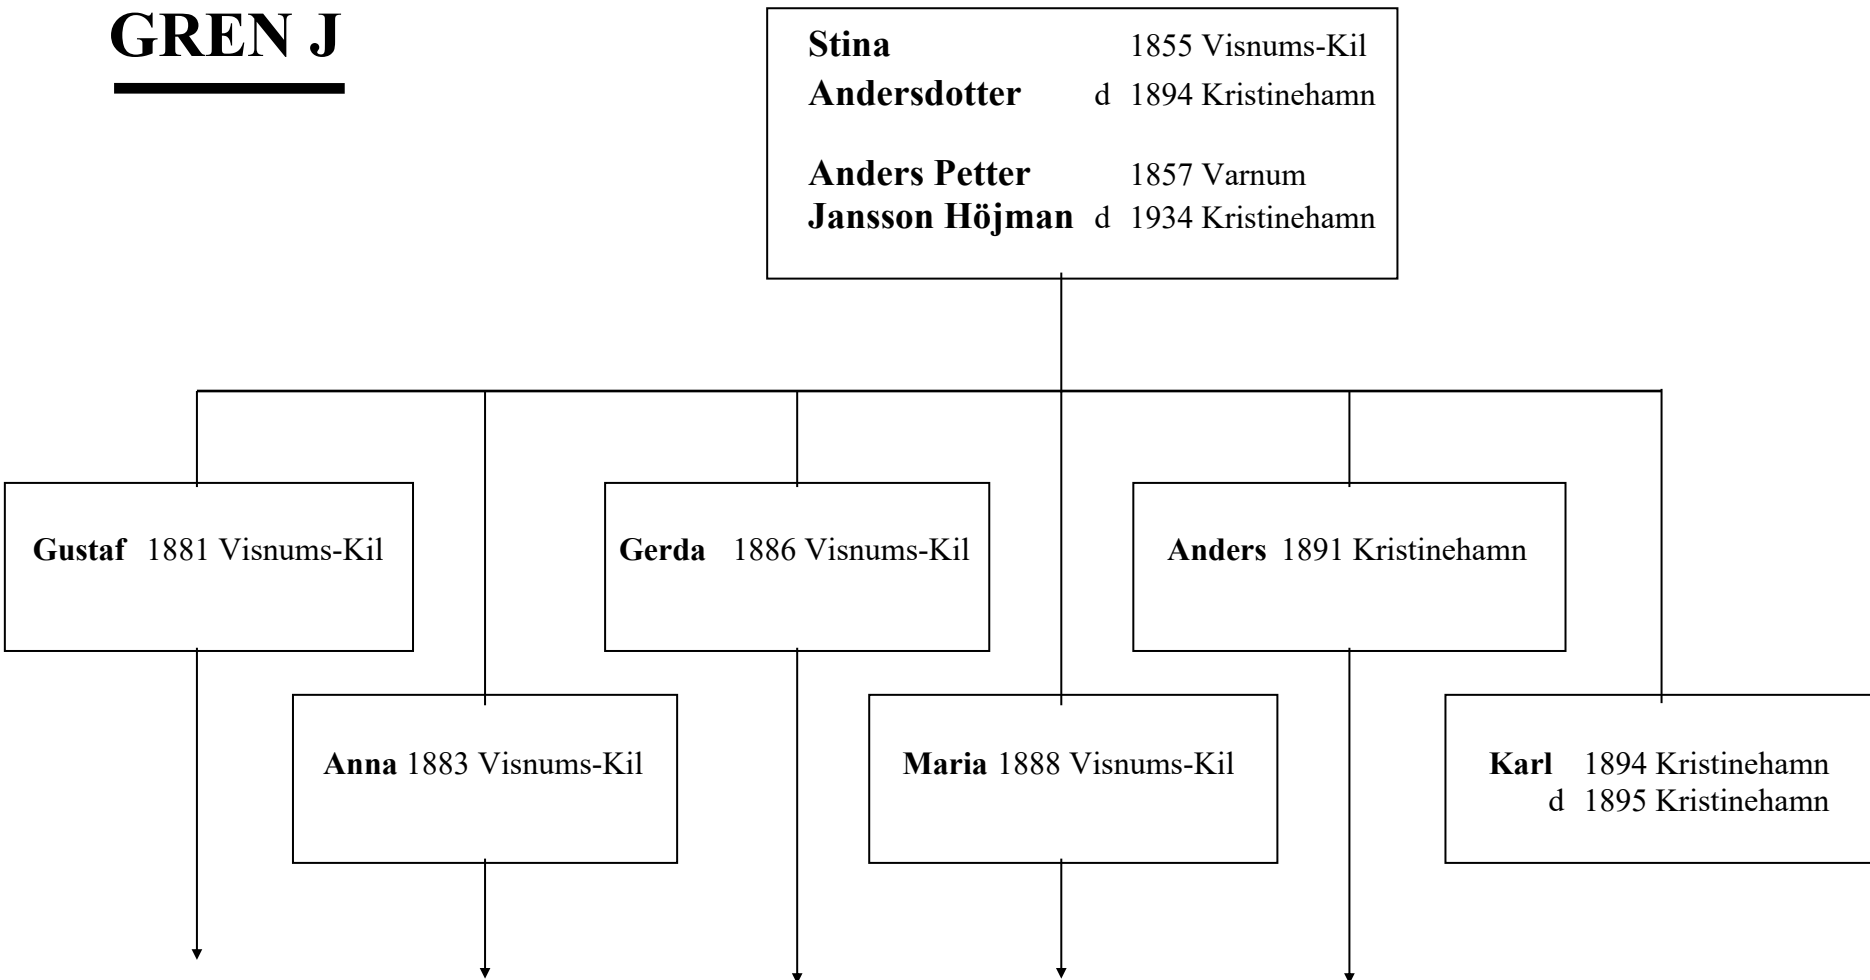 GREN J
Stina 1855 Visnums-Kil
Andersdotter d 1894 Kristinehamn
Anders Petter 1857 Varnum
Jansson Höjman d 1934 Kristinehamn
Gustaf 1881 Visnums-Kil
Gerda 1886 Visnums-Kil
Anders 1891 Kristinehamn
Anna 1883 Visnums-Kil
Maria 1888 Visnums-Kil
Karl 1894 Kristinehamn
d 1895 Kristinehamn